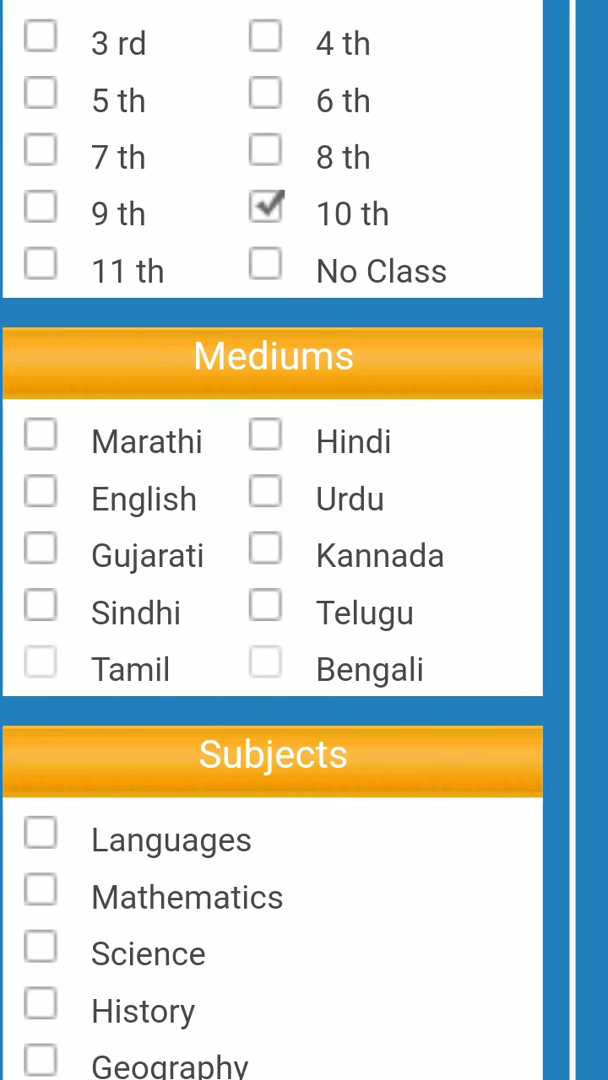 3 rd 4 th
5 th 6 th
7 th 8 th
9 th 10 th
11 th No Class
Mediums
Marathi Hindi
English Urdu
Gujarati Kannada
Sindhi Telugu
Tamil Bengali
Subjects
Languages
Mathematics
Science
History
Geography